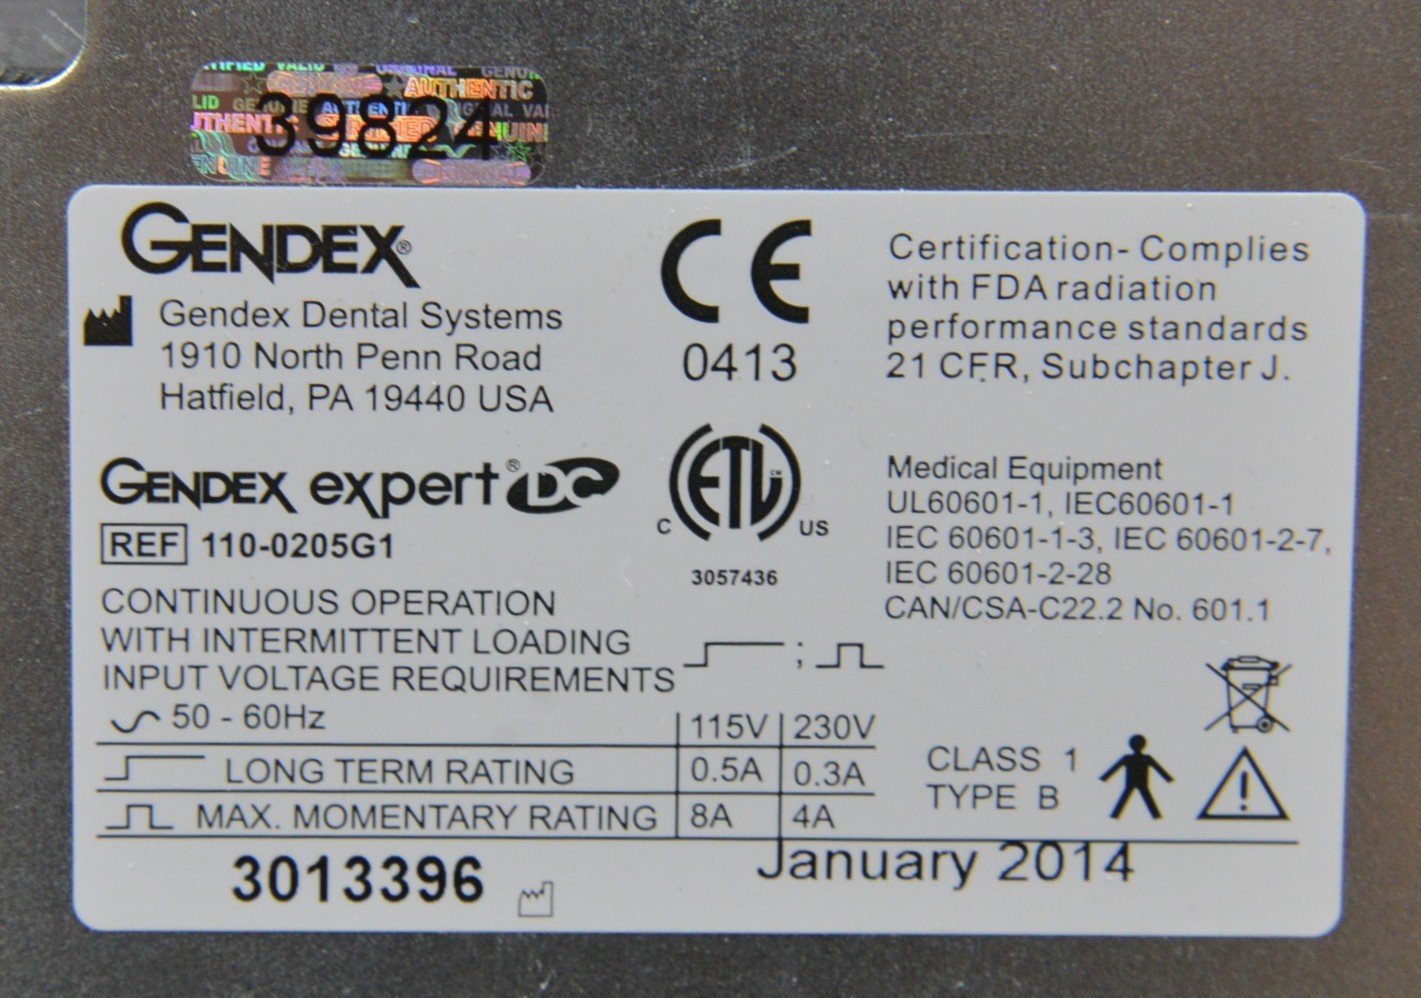 39824
GENDEX®
Gendex Dental Systems
1910 North Penn Road
Hatfield, PA 19440 USA
CE
0413
Certification- Complies
with FDA radiation
performance standards
21 CFR, Subchapter J.
GENDEX expert® DC
REF 110-0205G1
C ETL CM US
3057436
Medical Equipment
UL60601-1, IEC60601-1
IEC 60601-1-3, IEC 60601-2-7,
IEC 60601-2-28
CAN/CSA-C22.2 No. 601.1
CONTINUOUS OPERATION
WITH INTERMITTENT LOADING
INPUT VOLTAGE REQUIREMENTS ;
50 - 60Hz 115V 230V
LONG TERM RATING 0.5A 0.3A
MAX. MOMENTARY RATING 8A 4A
CLASS 1
TYPE B
3013396
January 2014